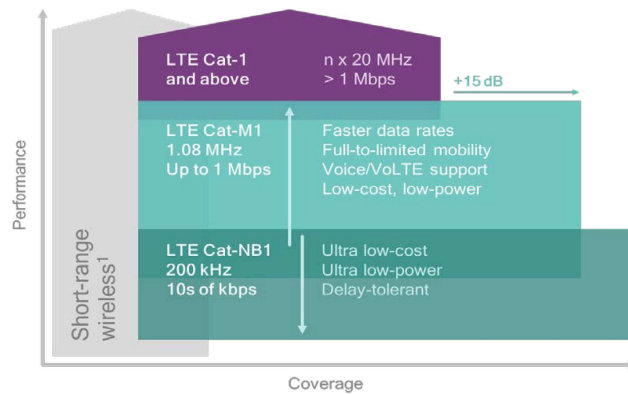 LTE Cat-1
and above
n x 20 MHz
> 1 Mbps
+15 dB
LTE Cat-M1
1.08 MHz
Up to 1 Mbps
Faster data rates
Full-to-limited mobility
Voice/VoLTE support
Low-cost, low-power
LTE Cat-NB1
200 kHz
10s of kbps
Ultra low-cost
Ultra low-power
Delay-tolerant
Short-range
wireless¹
Performance
Coverage